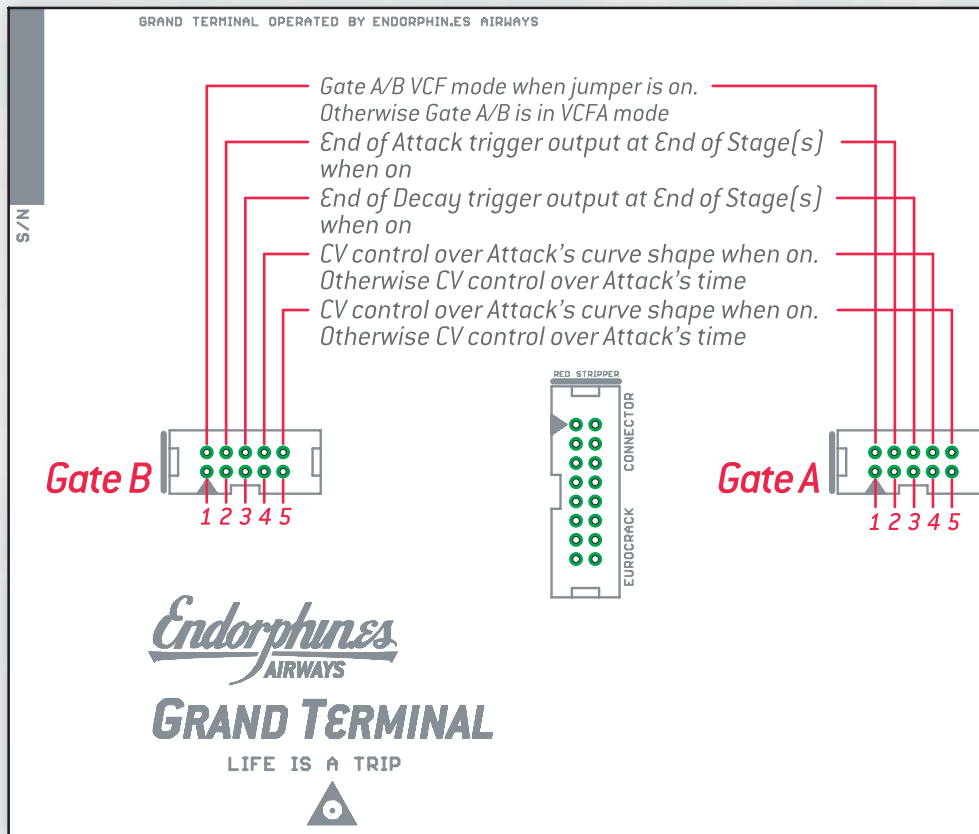 GRAND TERMINAL OPERATED BY ENDORPHIN.ES AIRWAYS
S/N
Gate A/B VCF mode when jumper is on.
Otherwise Gate A/B is in VCFA mode
End of Attack trigger output at End of Stage(s)
when on
End of Decay trigger output at End of Stage(s)
when on
CV control over Attack's curve shape when on.
Otherwise CV control over Attack's time
CV control over Attack's curve shape when on.
Otherwise CV control over Attack's time
RED STRIPPER
EUROCRACK CONNECTOR
Gate B
1 2 3 4 5
Gate A
1 2 3 4 5
Endorphin.es
AIRWAYS
GRAND TERMINAL
LIFE IS A TRIP